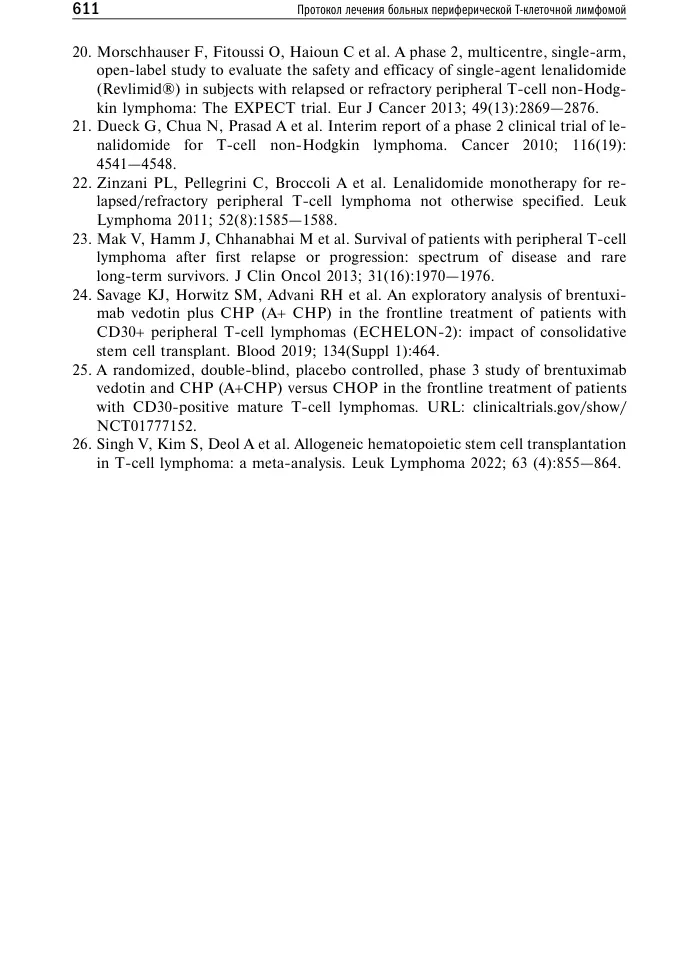 611
Протокол лечения больных периферической Т-клеточной лимфомой
20. Morschhauser F, Fitoussi O, Haioun C et al. A phase 2, multicentre, single-arm,
open-label study to evaluate the safety and efficacy of single-agent lenalidomide
(Revlimid®) in subjects with relapsed or refractory peripheral T-cell non-Hodg-
kin lymphoma: The EXPECT trial. Eur J Cancer 2013; 49(13):2869—2876.
21. Dueck G, Chua N, Prasad A et al. Interim report of a phase 2 clinical trial of le-
nalidomide for T-cell non-Hodgkin lymphoma. Cancer 2010; 116(19):
4541—4548.
22. Zinzani PL, Pellegrini C, Broccoli A et al. Lenalidomide monotherapy for re-
lapsed/refractory peripheral T-cell lymphoma not otherwise specified. Leuk
Lymphoma 2011; 52(8):1585—1588.
23. Mak V, Hamm J, Chhanabhai M et al. Survival of patients with peripheral T-cell
lymphoma after first relapse or progression: spectrum of disease and rare
long-term survivors. J Clin Oncol 2013; 31(16):1970—1976.
24. Savage KJ, Horwitz SM, Advani RH et al. An exploratory analysis of brentuxi-
mab vedotin plus CHP (A+ CHP) in the frontline treatment of patients with
CD30+ peripheral T-cell lymphomas (ECHELON-2): impact of consolidative
stem cell transplant. Blood 2019; 134(Suppl 1):464.
25. A randomized, double-blind, placebo controlled, phase 3 study of brentuximab
vedotin and CHP (A+CHP) versus CHOP in the frontline treatment of patients
with CD30-positive mature T-cell lymphomas. URL: clinicaltrials.gov/show/
NCT01777152.
26. Singh V, Kim S, Deol A et al. Allogeneic hematopoietic stem cell transplantation
in T-cell lymphoma: a meta-analysis. Leuk Lymphoma 2022; 63 (4):855—864.